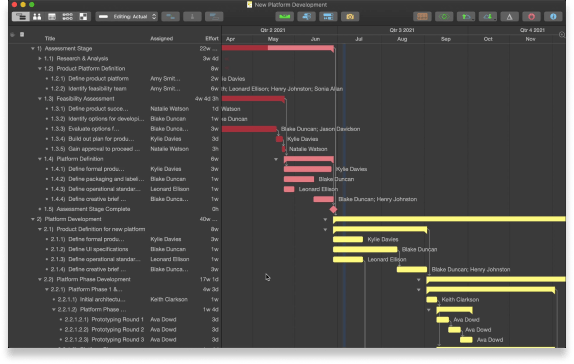 New Platform Development
Editing: Actual
Title Assigned Effort
Qtr 2 2021 Qtr 3 2021 Qtr 4 2021
Apr May Jun Jul Aug Sep Oct Nov
1) Assessment Stage 22w ...
1.1) Research & Analysis 3w 4d
1.2) Product Platform Definition 8w
1.2.1) Define product platform Amy Smit... 2w le Davies
1.2.2) Identify feasibility team Amy Smit... 6w h; Leonard Ellison; Henry Johnston; Sonia Allan
1.3) Feasibility Assessment 4w 4d 3h
1.3.1) Define product succe... Natalie Watson 1d Watson
1.3.2) Identify options for developi... Blake Duncan 1w ke Duncan
1.3.3) Evaluate options f... Blake Dunca... 3w Blake Duncan; Jason Davidson
1.3.4) Build out plan for produ... Kylie Davies 3d Kylie Davies
1.3.5) Gain approval to proceed ... Natalie Watson 3h Natalie Watson
1.4) Platform Definition 6w
1.4.1) Define formal produ... Kylie Davies 3w Kylie Davies
1.4.2) Define packaging and label... Blake Duncan 1w Blake Duncan
1.4.3) Define operational standar... Leonard Ellison 1w Leonard Ellison
1.4.4) Define creative brief ... Blake Dunca... 1w Blake Duncan; Henry Johnston
1.5) Assessment Stage Complete 0h
2) Platform Development 40w ...
2.1) Product Definition for new platform 8w
2.1.1) Define formal produ... Kylie Davies 3w Kylie Davies
2.1.2) Define UI specifications Blake Duncan 1w Blake Duncan
2.1.3) Define operational standar... Leonard Ellison 1w Leonard Ellison
2.1.4) Define creative brief ... Blake Dunca... 3w Blake Duncan; Henry Johnston
2.2) Platform Phase Development 17w 1d
2.2.1) Platform Phase 1 &... 4w 3d
2.2.1.1) Initial architectu... Keith Clarkson 1w Keith Clarkson
2.2.1.2) Platform Phase ... 1w 4d
2.2.1.2.1) Prototyping Round 1 Ava Dowd 3d Ava Dowd
2.2.1.2.2) Prototyping Round 2 Ava Dowd 3d Ava Dowd
2.2.1.2.3) Prototyping Round 3 Ava Dowd 3d Ava Dowd